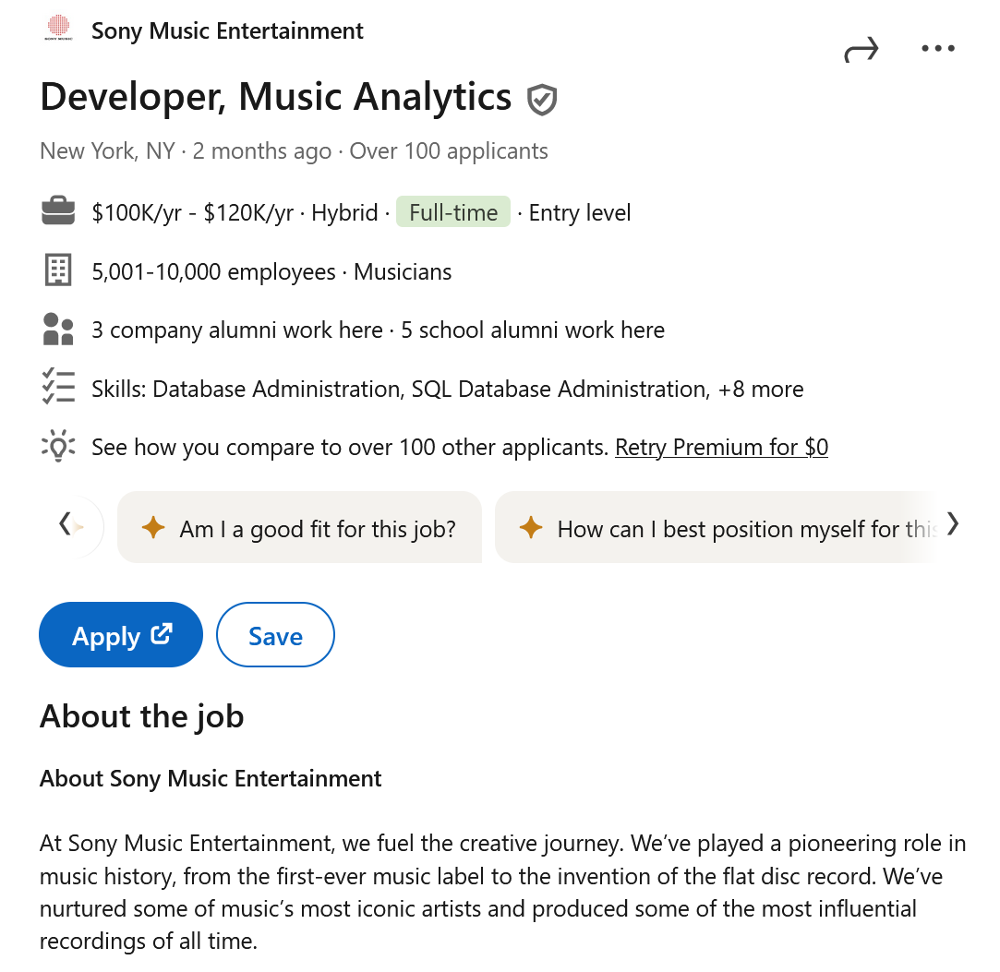 SONY MUSIC
Sony Music Entertainment
Developer, Music Analytics
New York, NY · 2 months ago · Over 100 applicants
$100K/yr - $120K/yr · Hybrid · Full-time · Entry level
5,001-10,000 employees · Musicians
3 company alumni work here · 5 school alumni work here
Skills: Database Administration, SQL Database Administration, +8 more
See how you compare to over 100 other applicants. Retry Premium for $0
Am I a good fit for this job? How can I best position myself for this
Apply Save
About the job
About Sony Music Entertainment
At Sony Music Entertainment, we fuel the creative journey. We’ve played a pioneering role in
music history, from the first-ever music label to the invention of the flat disc record. We’ve
nurtured some of music’s most iconic artists and produced some of the most influential
recordings of all time.